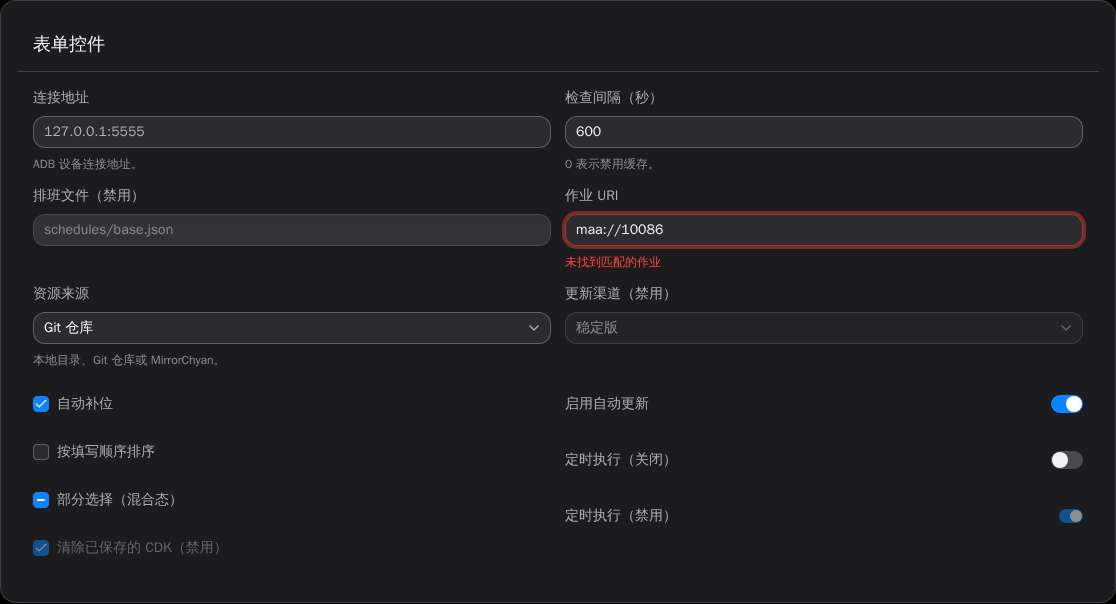 表单控件
连接地址
127.0.0.1:5555
ADB 设备连接地址。
检查间隔（秒）
600
0 表示禁用缓存。
排班文件（禁用）
schedules/base.json
作业 URI
maa://10086
未找到匹配的作业
资源来源
Git 仓库
本地目录、Git 仓库或 MirrorChyan。
更新渠道（禁用）
稳定版
自动补位
按填写顺序排序
部分选择（混合态）
清除已保存的 CDK（禁用）
启用自动更新
定时执行（关闭）
定时执行（禁用）